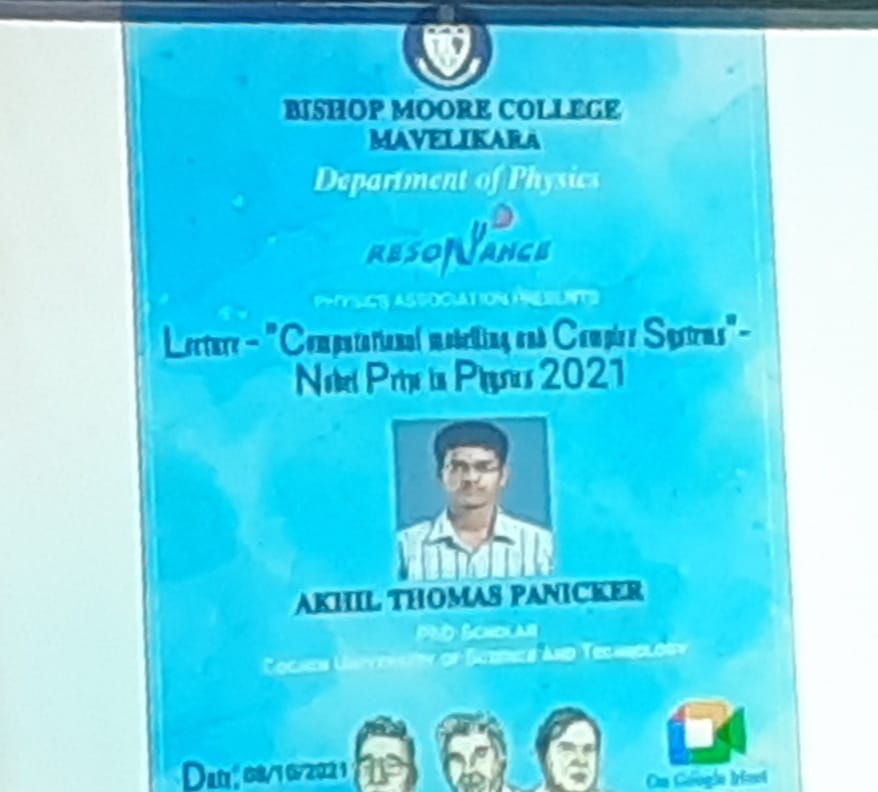 BISHOP MOORE COLLEGE
MAVELIKARA
Department of Physics
RESONANCE
PHYSICS ASSOCIATION PRESENTS
Lecture - "Computational modelling and Complex Systems" -
Nobel Prize in Physics 2021
AKHIL THOMAS PANICKER
PhD SCHOLAR
COCHIN UNIVERSITY OF SCIENCE AND TECHNOLOGY
Date: 08/10/2021
On Google Meet